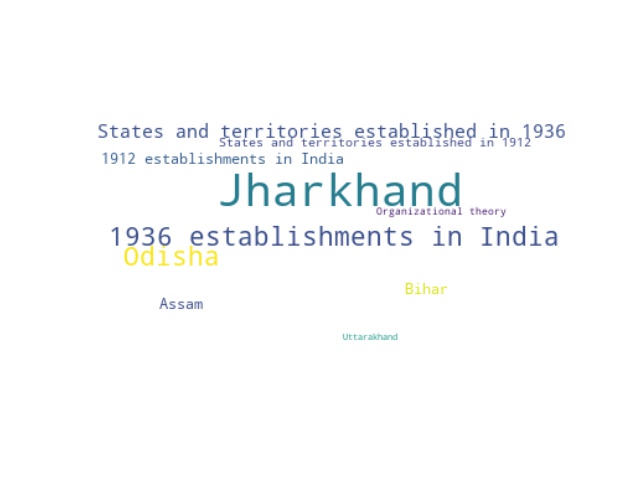 States and territories established in 1936
States and territories established in 1912
1912 establishments in India
Jharkhand
Organizational theory
1936 establishments in India
Odisha
Bihar
Assam
Uttarakhand